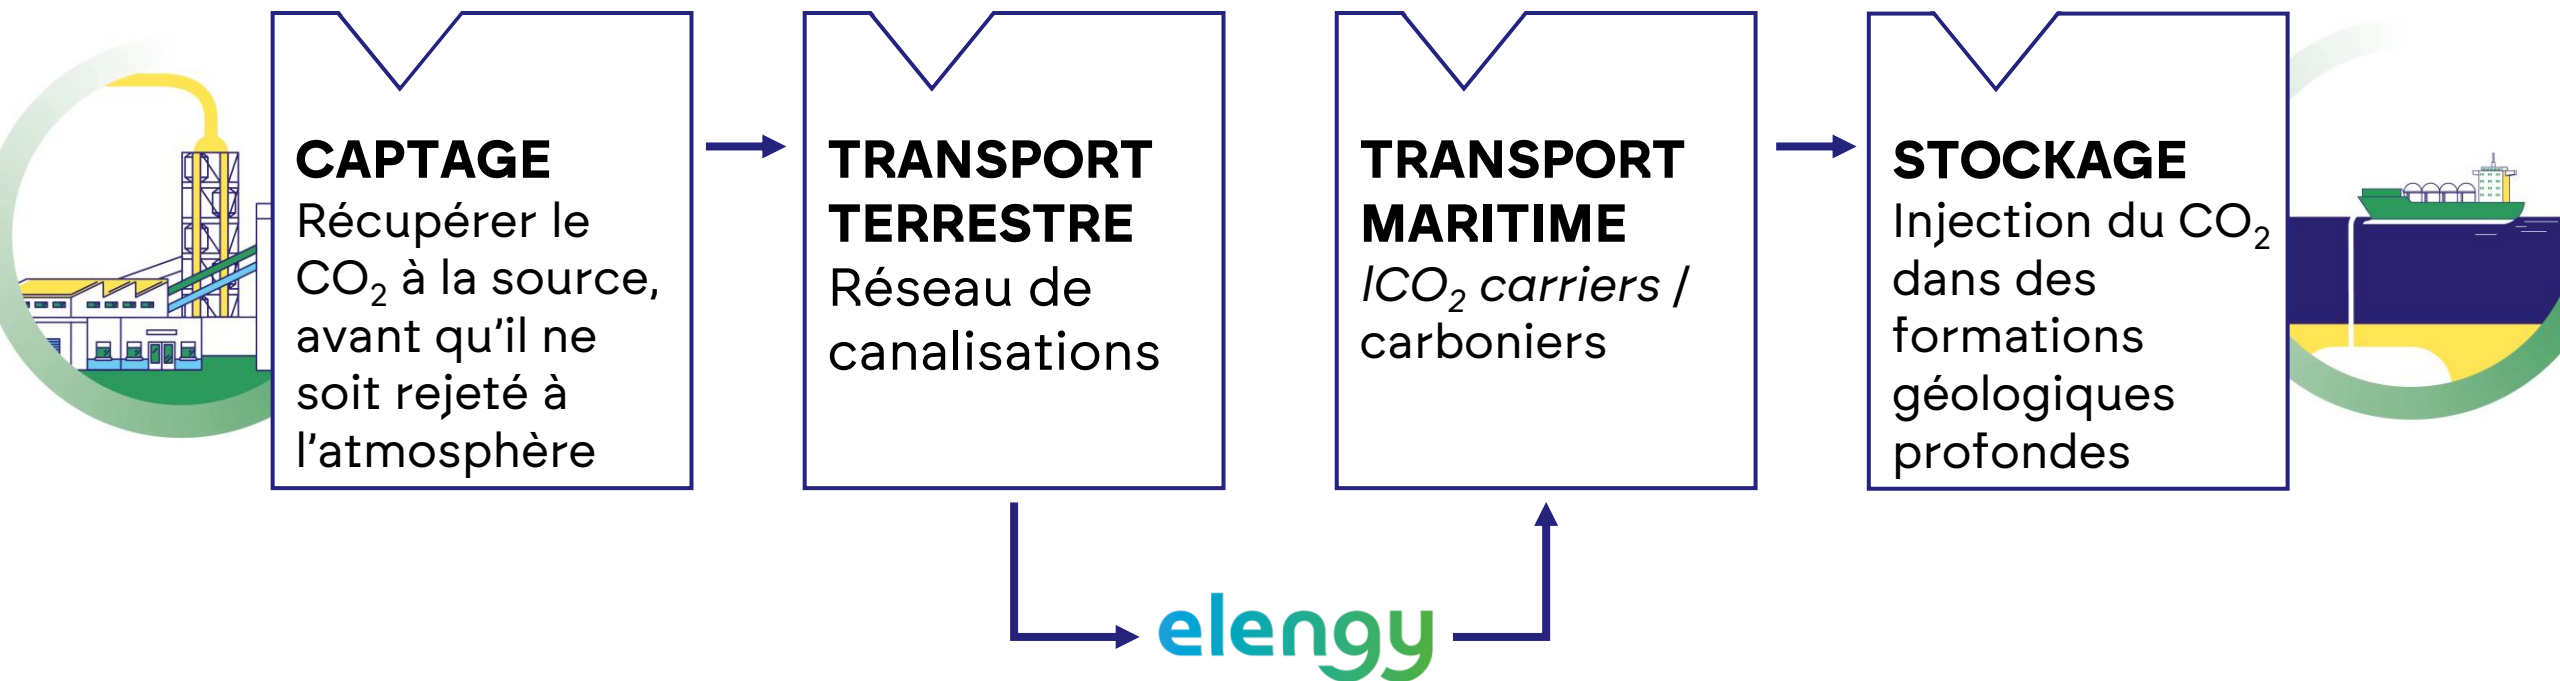 CAPTAGE
Récupérer le
CO₂ à la source,
avant qu’il ne
soit rejeté à
l’atmosphère
TRANSPORT
TERRESTRE
Réseau de
canalisations
TRANSPORT
MARITIME
lCO₂ carriers /
carboniers
STOCKAGE
Injection du CO₂
dans des
formations
géologiques
profondes
elengy